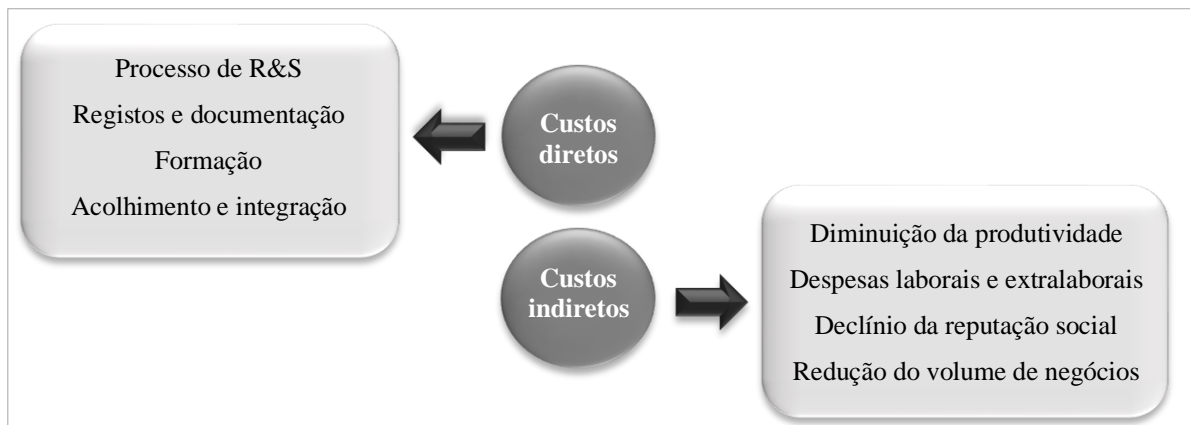 Processo de R&S
Registos e documentação
Formação
Acolhimento e integração
Custos
diretos
Custos
indiretos
Diminuição da produtividade
Despesas laborais e extralaborais
Declínio da reputação social
Redução do volume de negócios